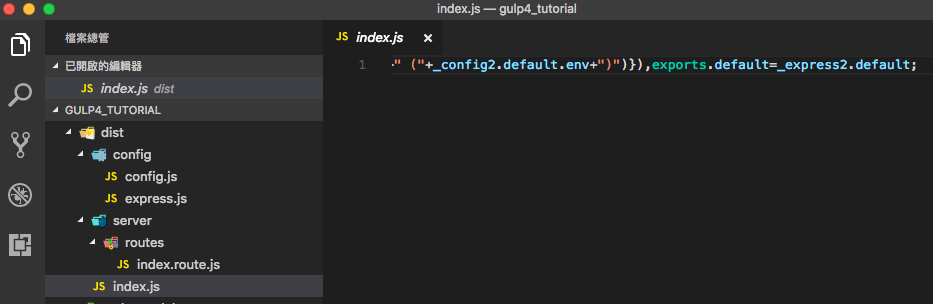 index.js — gulp4_tutorial
檔案總管
已開啟的編輯器
JS index.js dist
GULP4_TUTORIAL
dist
config
JS config.js
JS express.js
server
routes
JS index.route.js
JS index.js
JS index.js ×
1 " ("+_config2.default.env+")")}),exports.default=_express2.default;